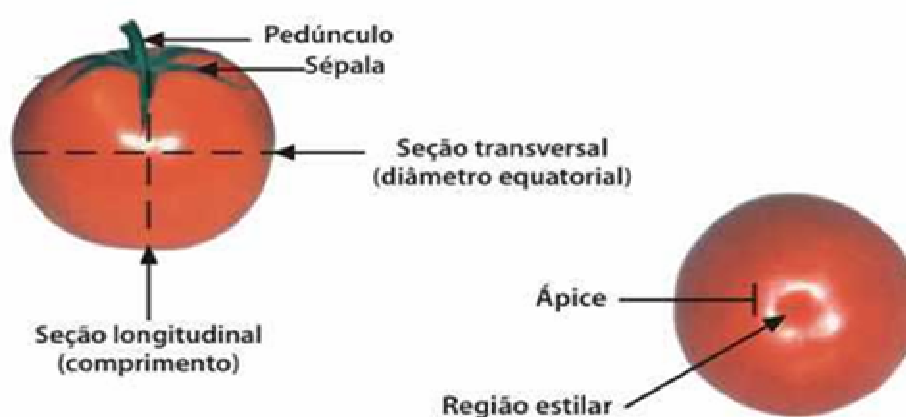 Pedúnculo
Sépala
Seção transversal
(diâmetro equatorial)
Ápice
Seção longitudinal
(comprimento)
Região estilar